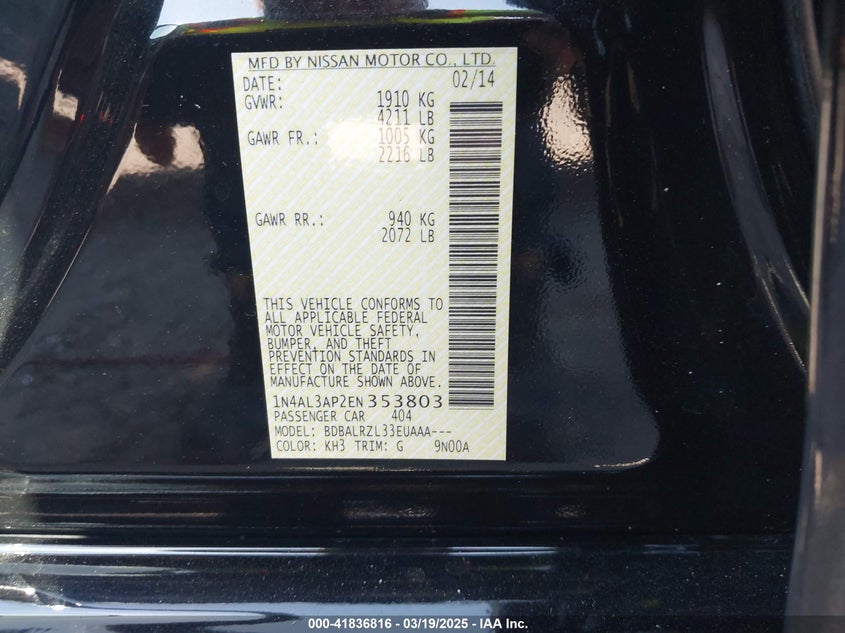 MFD BY NISSAN MOTOR CO., LTD.
DATE: 02/14
GVWR: 1910 KG
4211 LB
GAWR FR.: 1005 KG
2216 LB
GAWR RR.: 940 KG
2072 LB
THIS VEHICLE CONFORMS TO
ALL APPLICABLE FEDERAL
MOTOR VEHICLE SAFETY,
BUMPER, AND THEFT
PREVENTION STANDARDS IN
EFFECT ON THE DATE OF
MANUFACTURE SHOWN ABOVE.
1N4AL3AP2EN 353803
PASSENGER CAR 404
MODEL: BDBALRZL33EUAAA---
COLOR: KH3 TRIM: G 9N00A
000-41836816 - 03/19/2025 - IAA Inc.